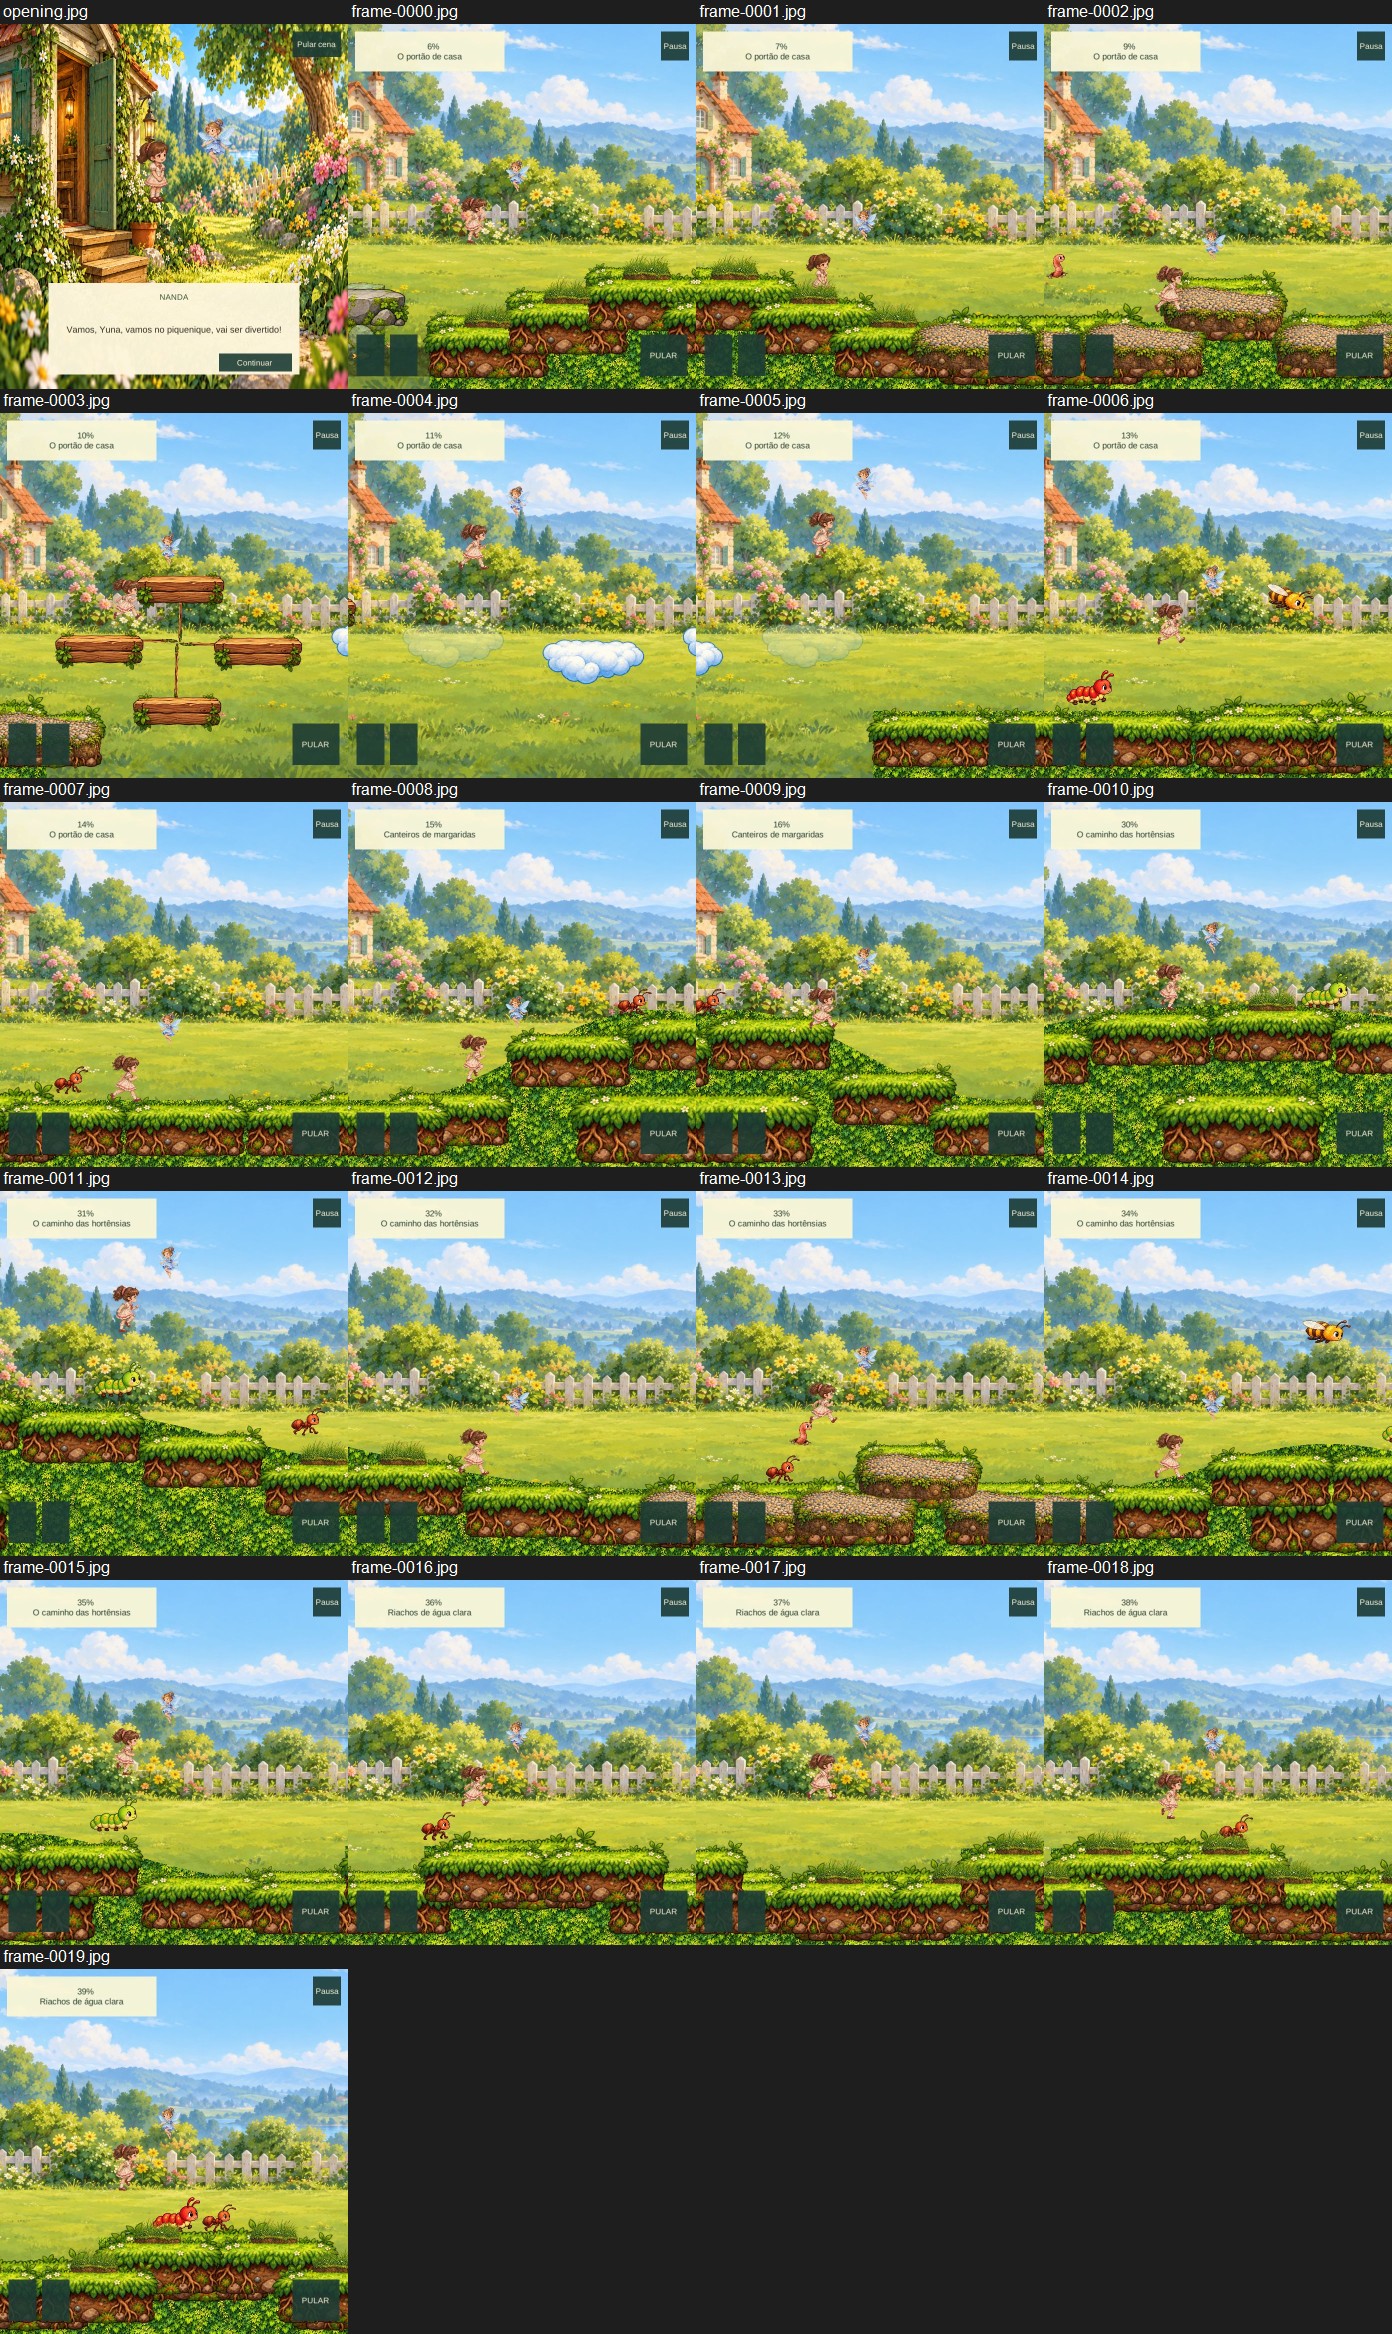 opening.jpg
Pular cena
NANDA
Vamos, Yuna, vamos no piquenique, vai ser divertido!
Continuar
frame-0000.jpg
6%
O portão de casa
Pausa
PULAR
frame-0001.jpg
7%
O portão de casa
Pausa
PULAR
frame-0002.jpg
9%
O portão de casa
Pausa
PULAR
frame-0003.jpg
10%
O portão de casa
Pausa
PULAR
frame-0004.jpg
11%
O portão de casa
Pausa
PULAR
frame-0005.jpg
12%
O portão de casa
Pausa
PULAR
frame-0006.jpg
13%
O portão de casa
Pausa
PULAR
frame-0007.jpg
14%
O portão de casa
Pausa
PULAR
frame-0008.jpg
15%
Canteiros de margaridas
Pausa
PULAR
frame-0009.jpg
16%
Canteiros de margaridas
Pausa
PULAR
frame-0010.jpg
30%
O caminho das hortênsias
Pausa
PULAR
frame-0011.jpg
31%
O caminho das hortênsias
Pausa
PULAR
frame-0012.jpg
32%
O caminho das hortênsias
Pausa
PULAR
frame-0013.jpg
33%
O caminho das hortênsias
Pausa
PULAR
frame-0014.jpg
34%
O caminho das hortênsias
Pausa
PULAR
frame-0015.jpg
35%
O caminho das hortênsias
Pausa
PULAR
frame-0016.jpg
36%
Riachos de água clara
Pausa
PULAR
frame-0017.jpg
37%
Riachos de água clara
Pausa
PULAR
frame-0018.jpg
38%
Riachos de água clara
Pausa
PULAR
frame-0019.jpg
39%
Riachos de água clara
Pausa
PULAR